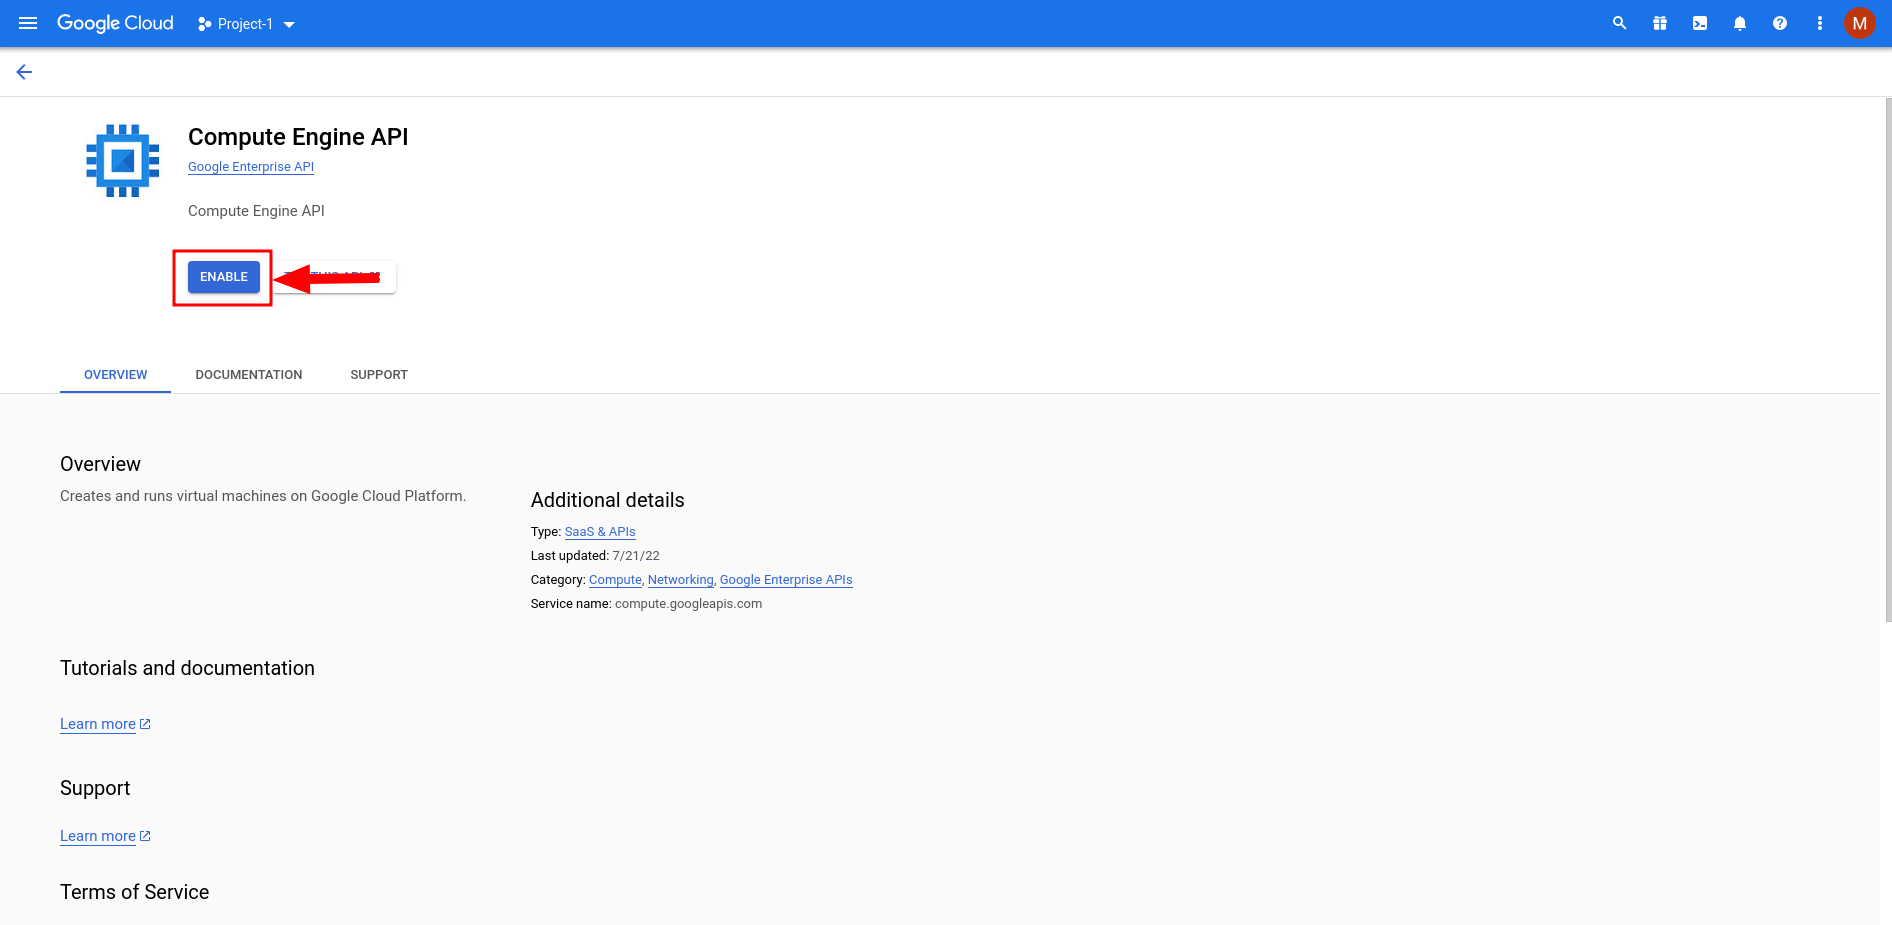 Google Cloud
Project-1
M
Compute Engine API
Google Enterprise API
Compute Engine API
ENABLE
THIS API
OVERVIEW
DOCUMENTATION
SUPPORT
Overview
Creates and runs virtual machines on Google Cloud Platform.
Additional details
Type: SaaS & APIs
Last updated: 7/21/22
Category: Compute, Networking, Google Enterprise APIs
Service name: compute.googleapis.com
Tutorials and documentation
Learn more
Support
Learn more
Terms of Service